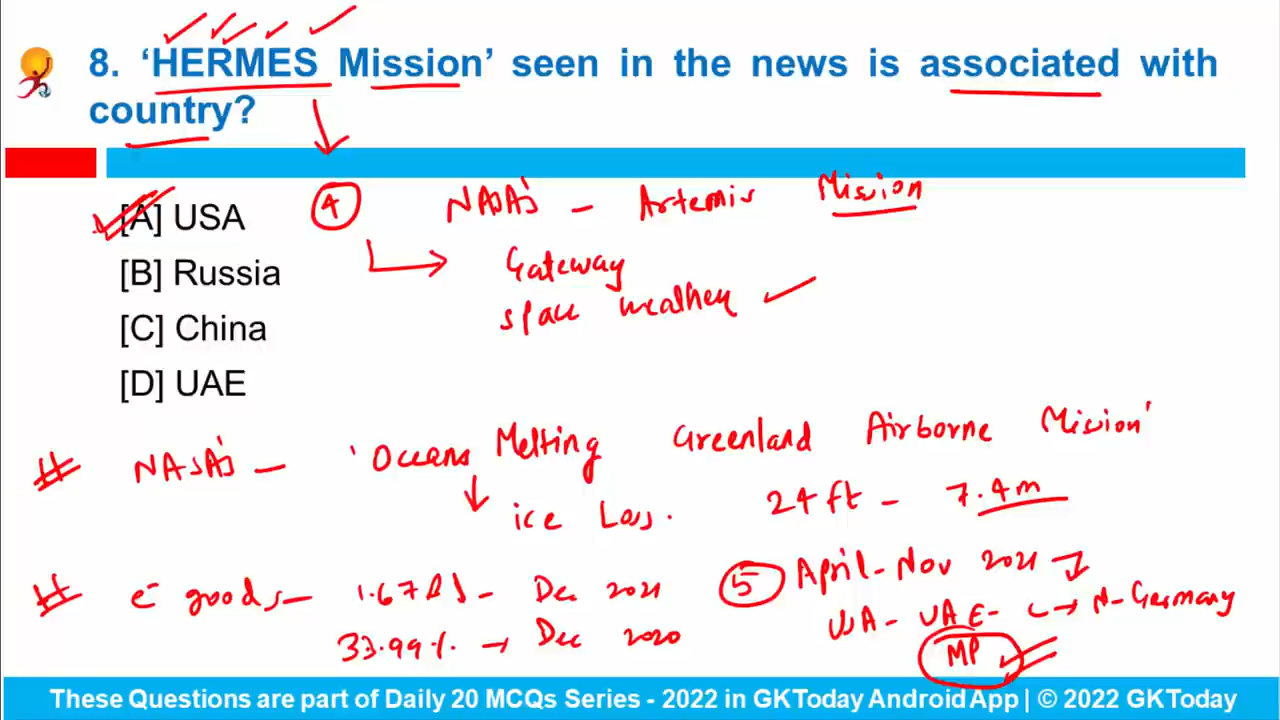 8. ‘HERMES Mission’ seen in the news is associated with
country?
[A] USA
[B] Russia
[C] China
[D] UAE
4 NASA's - Artemis Mission
Gateway
space weather
# NASA's - 'Oceans Melting Greenland Airborne Mission'
ice Loss. 24 ft - 7.4 m
# e goods - 1.67 - Dec 2021
33.99%. → Dec 2020
5 April - Nov 2021
USA - UAE - C → N - Germany
MP
These Questions are part of Daily 20 MCQs Series - 2022 in GKToday Android App | © 2022 GKToday